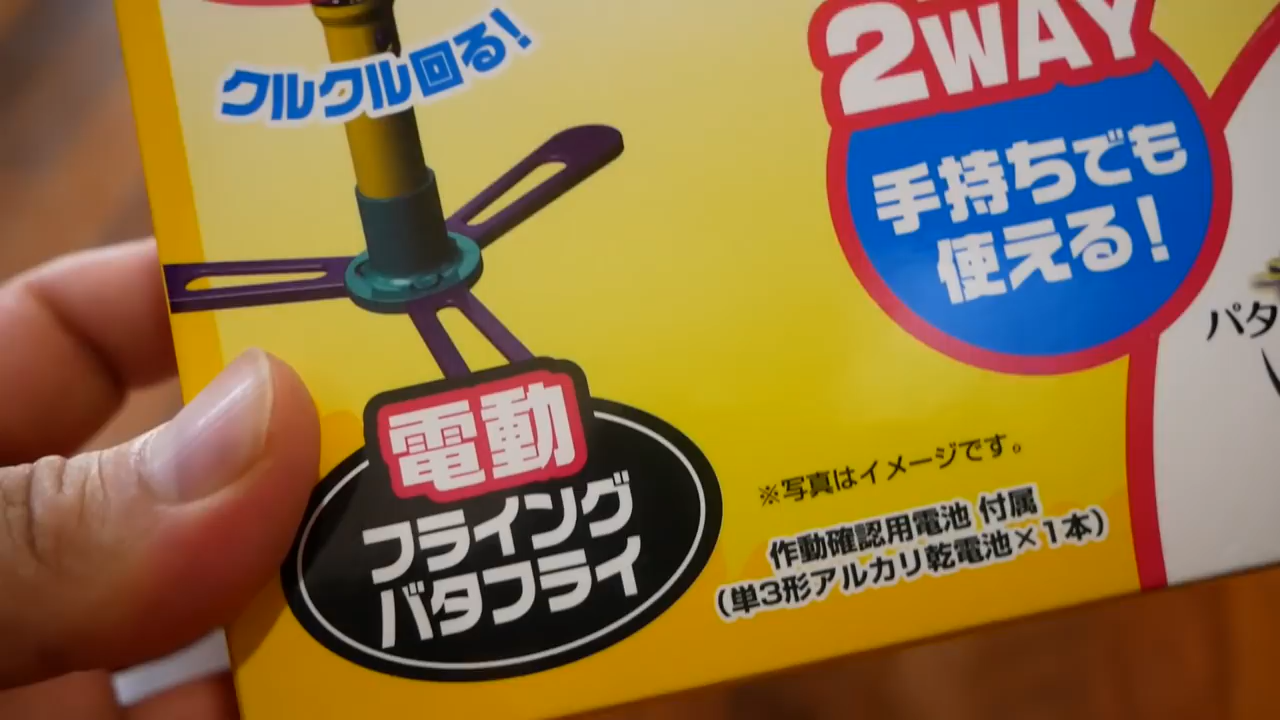 クルクル回る!
2WAY
手持ちでも
使える!
パタ
電動
フライング
バタフライ
※写真はイメージです。
作動確認用電池 付属
(単3形アルカリ乾電池×1本)